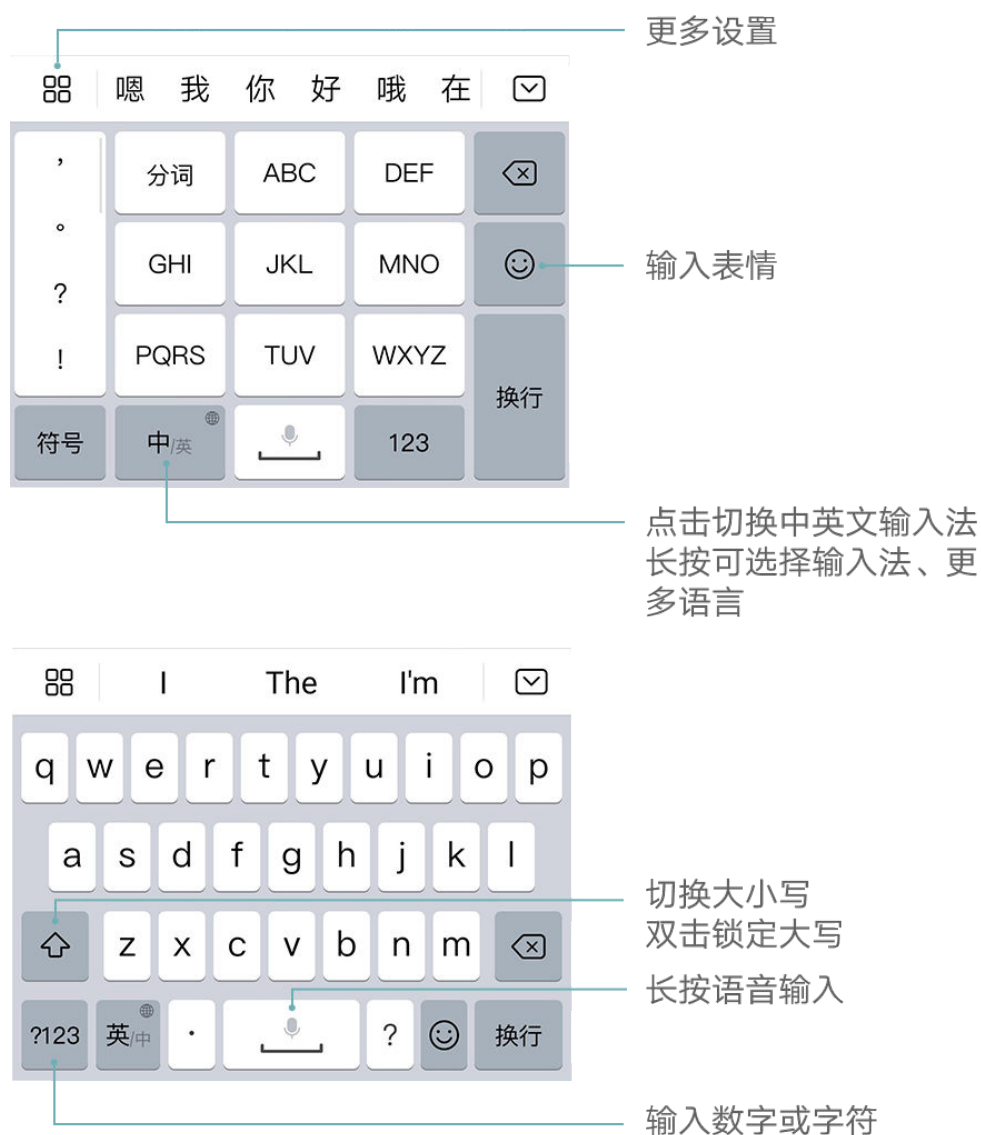 更多设置
嗯 我 你 好 哦 在
, 分词 ABC DEF
。
GHI JKL MNO 输入表情
?
! PQRS TUV WXYZ
换行
符号 中/英 123
点击切换中英文输入法
长按可选择输入法、更
多语言
I The I'm
q w e r t y u i o p
a s d f g h j k l
切换大小写
双击锁定大写
z x c v b n m
长按语音输入
?123 英/中 . ? 换行
输入数字或字符